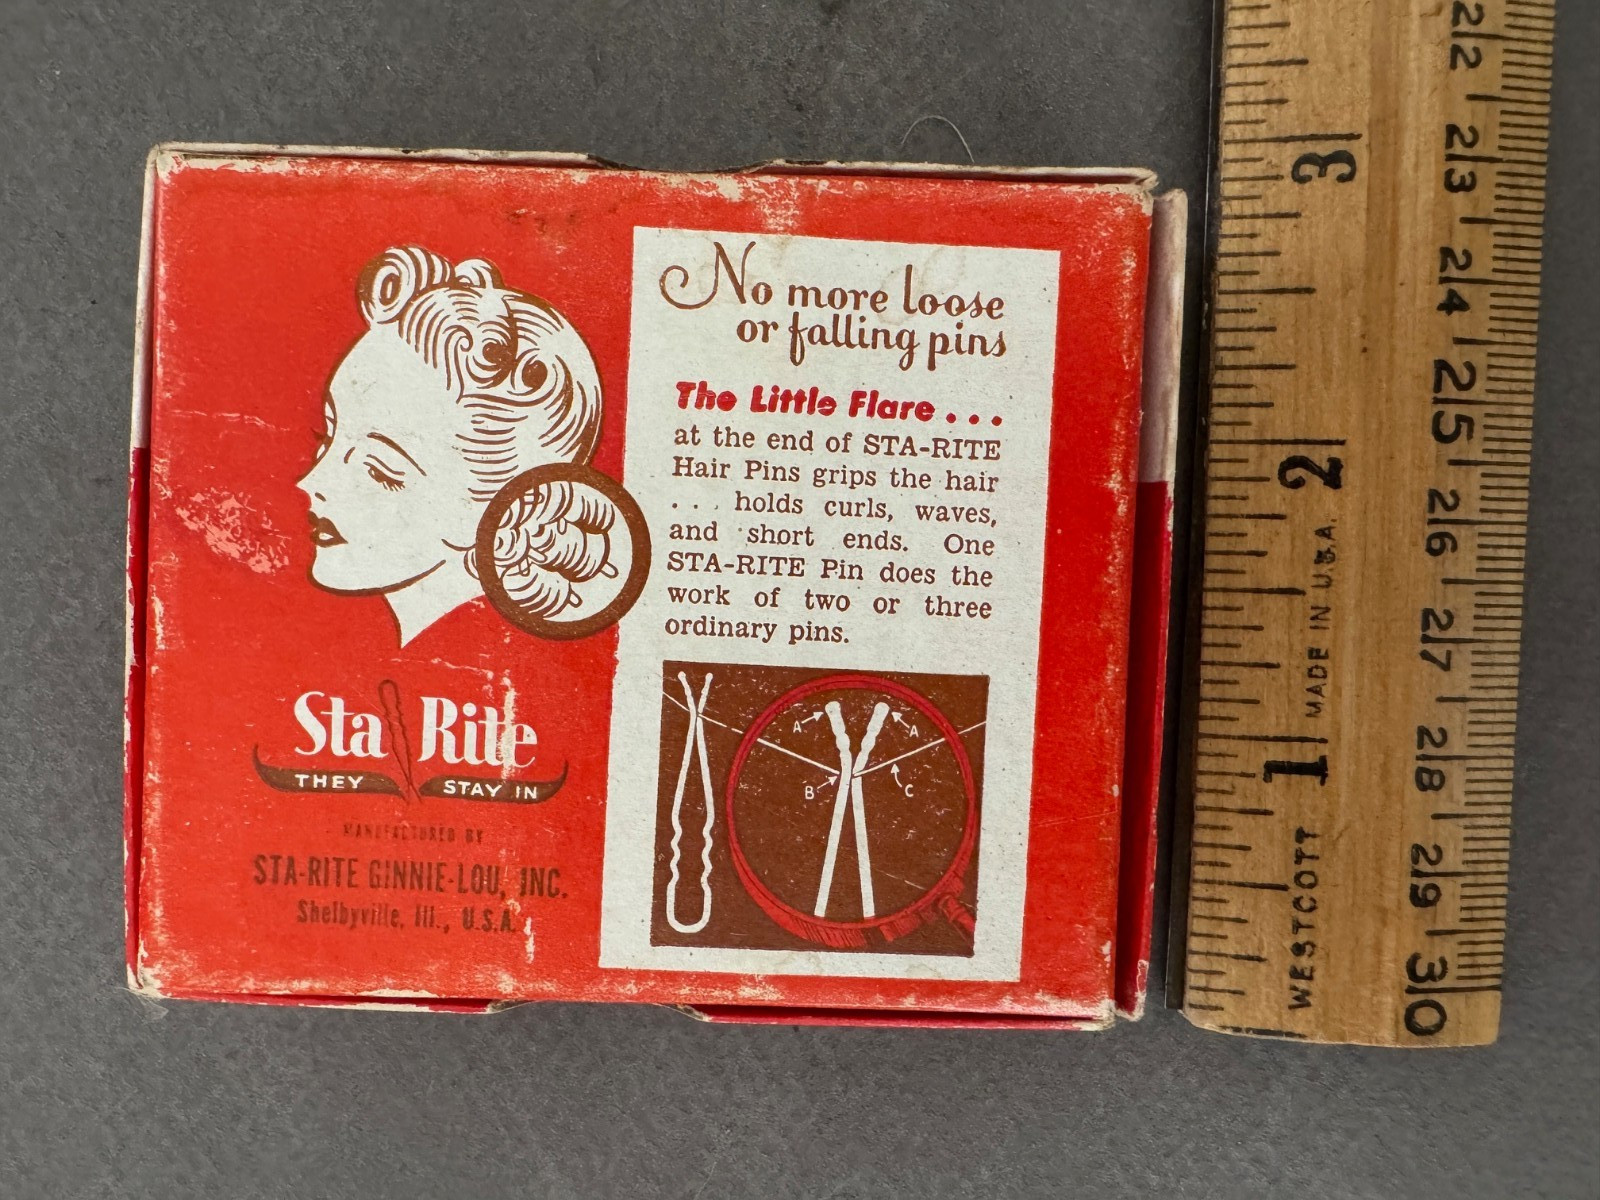 No more loose
or falling pins
The Little Flare . . .
at the end of STA-RITE
Hair Pins grips the hair
. . . holds curls, waves,
and short ends. One
STA-RITE Pin does the
work of two or three
ordinary pins.
A A
B C
Sta Rite
THEY STAY IN
MANUFACTURED BY
STA-RITE GINNIE-LOU, INC.
Shelbyville, Ill., U.S.A.
1 2 3
WESTCOTT MADE IN U.S.A.
22 23 24 25 26 27 28 29 30